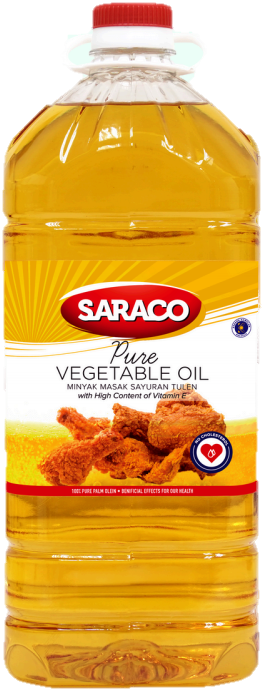 SARACO
Pure
VEGETABLE OIL
MINYAK MASAK SAYURAN TULEN
with High Content of Vitamin E
NO CHOLESTEROL
100% PURE PALM OLEIN • BENIFICIAL EFFECTS FOR OUR HEALTH